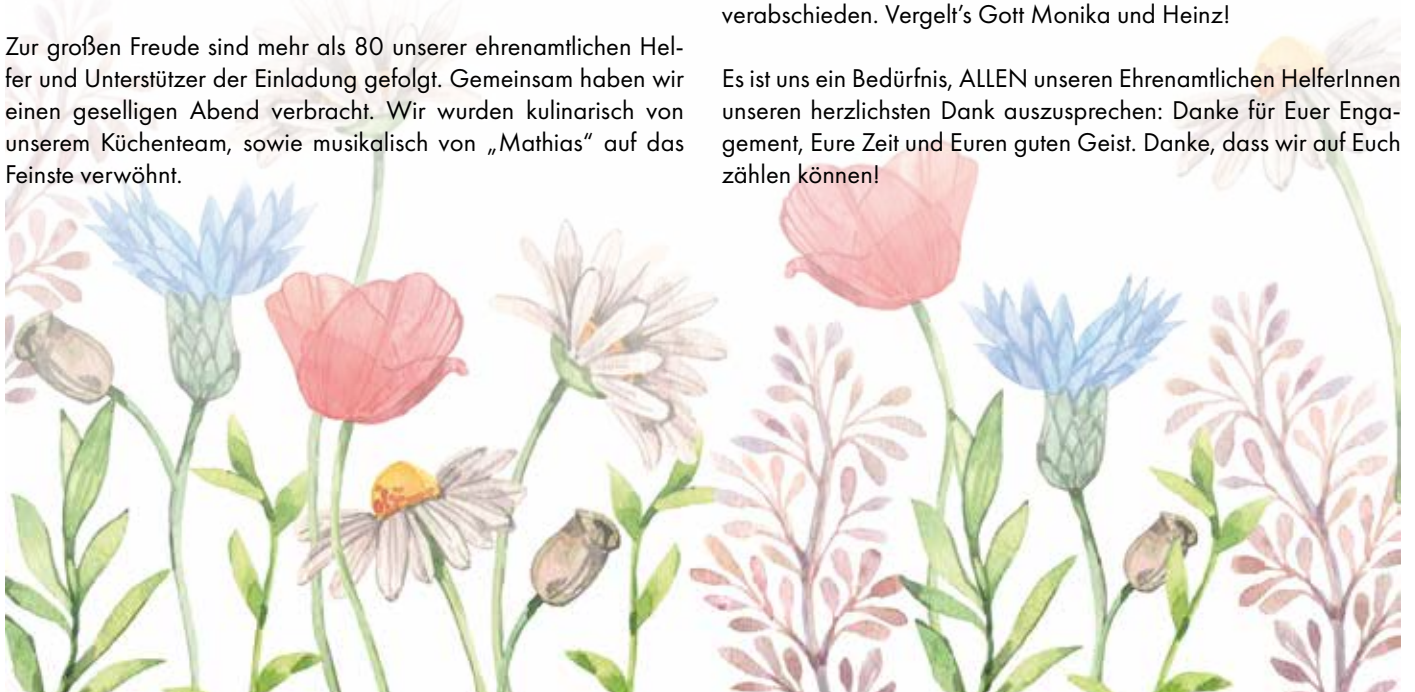 Zur großen Freude sind mehr als 80 unserer ehrenamtlichen Hel-
fer und Unterstützer der Einladung gefolgt. Gemeinsam haben wir
einen geselligen Abend verbracht. Wir wurden kulinarisch von
unserem Küchenteam, sowie musikalisch von „Mathias“ auf das
Feinste verwöhnt.
verabschieden. Vergelt’s Gott Monika und Heinz!
Es ist uns ein Bedürfnis, ALLEN unseren Ehrenamtlichen HelferInnen
unseren herzlichsten Dank auszusprechen: Danke für Euer Enga-
gement, Eure Zeit und Euren guten Geist. Danke, dass wir auf Euch
zählen können!